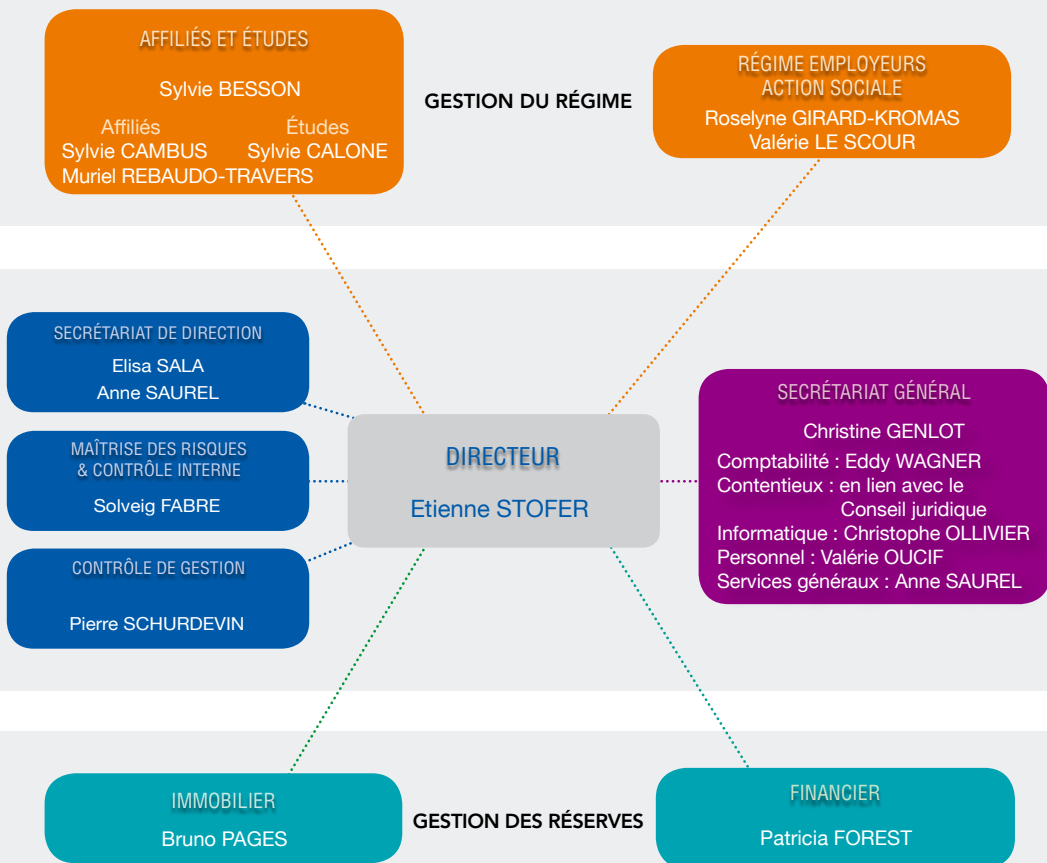 AFFILIÉS ET ÉTUDES
Sylvie BESSON
Affiliés Études
Sylvie CAMBUS Sylvie CALONE
Muriel REBAUDO-TRAVERS
GESTION DU RÉGIME
RÉGIME EMPLOYEURS
ACTION SOCIALE
Roselyne GIRARD-KROMAS
Valérie LE SCOUR
SECRÉTARIAT DE DIRECTION
Elisa SALA
Anne SAUREL
MAÎTRISE DES RISQUES
& CONTRÔLE INTERNE
Solveig FABRE
CONTRÔLE DE GESTION
Pierre SCHURDEVIN
DIRECTEUR
Etienne STOFER
SECRÉTARIAT GÉNÉRAL
Christine GENLOT
Comptabilité : Eddy WAGNER
Contentieux : en lien avec le
Conseil juridique
Informatique : Christophe OLLIVIER
Personnel : Valérie OUCIF
Services généraux : Anne SAUREL
IMMOBILIER
Bruno PAGES
GESTION DES RÉSERVES
FINANCIER
Patricia FOREST